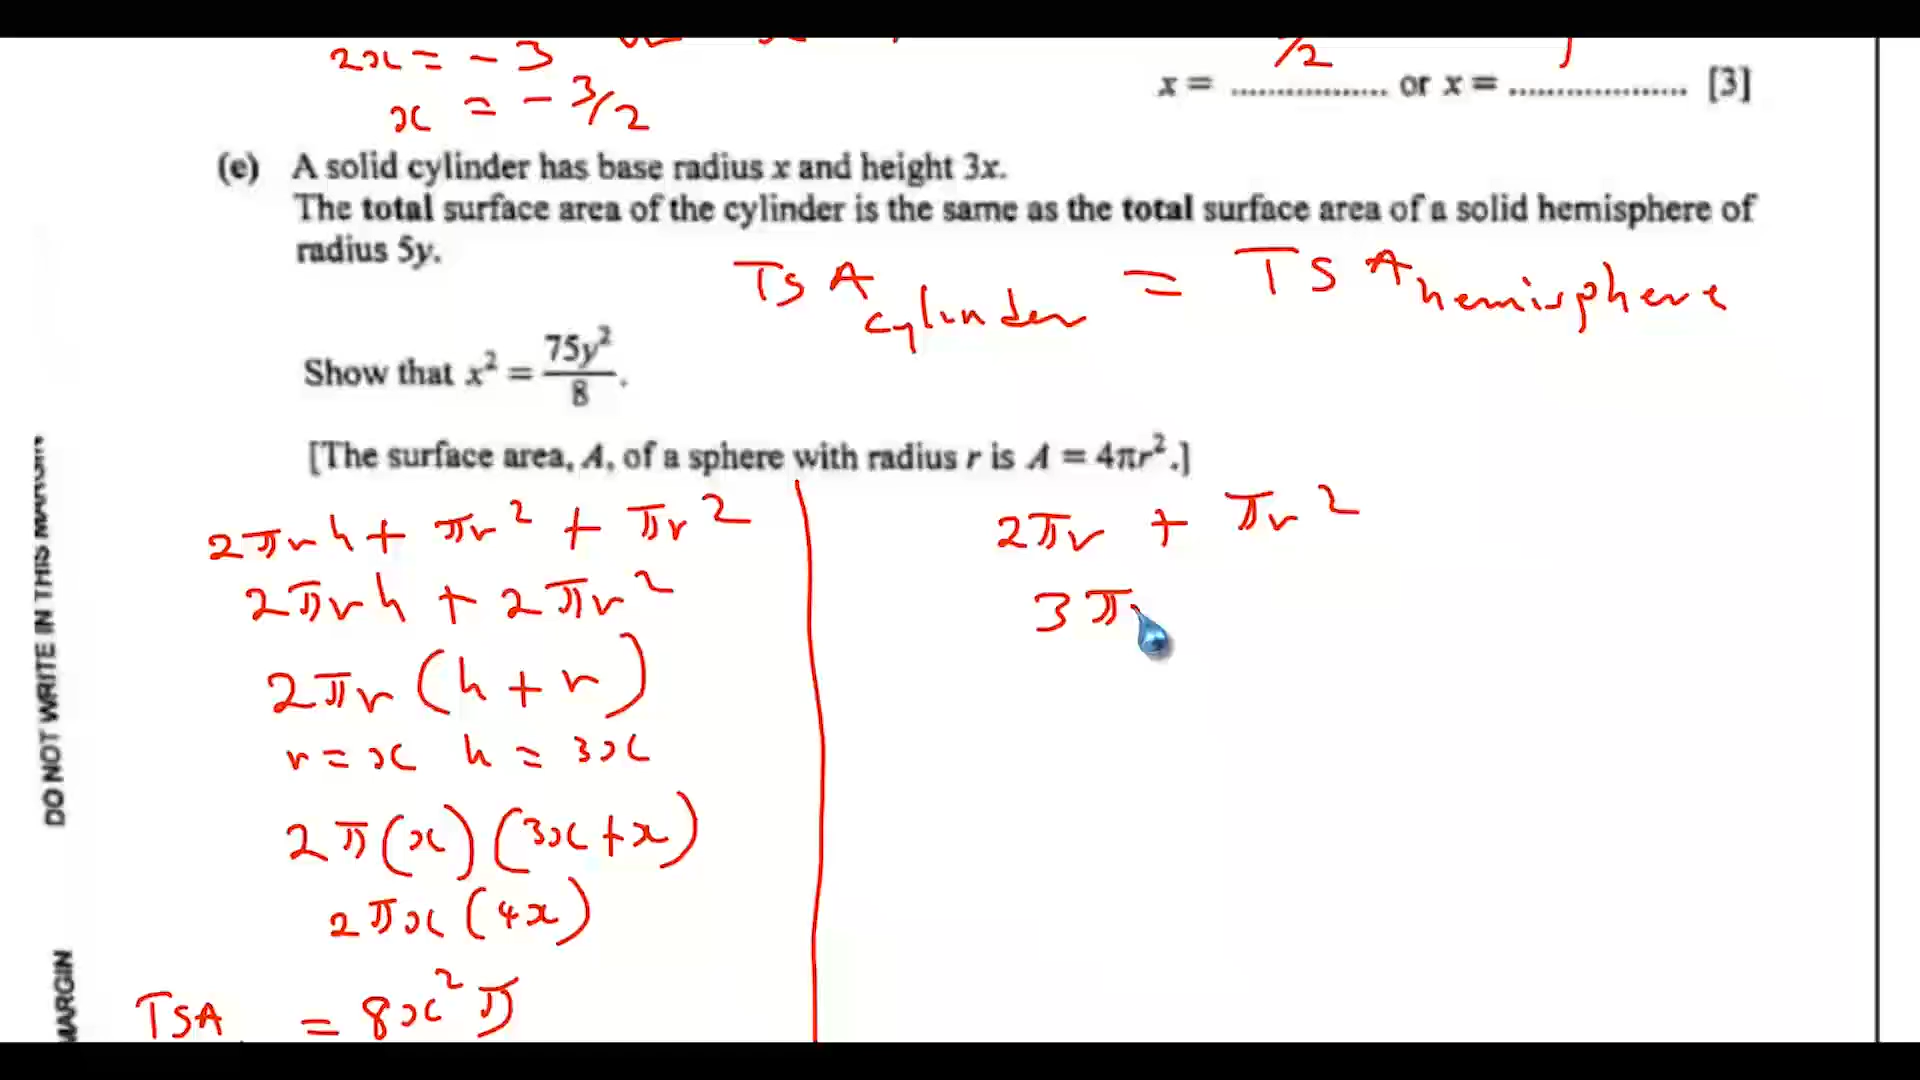 2x = - 3
x = - 3/2
/2
x = ................ or x = ................... [3]
(e) A solid cylinder has base radius x and height 3x.
The total surface area of the cylinder is the same as the total surface area of a solid hemisphere of
radius 5y.
TSA cylinder = TSA hemisphere
Show that x² = 75y²/8.
[The surface area, A, of a sphere with radius r is A = 4πr².]
2πrh + πr² + πr²
2πrh + 2πr²
2πr (h + r)
r = x h = 3x
2π(x) (3x + x)
2πx (4x)
TSA = 8x²π
2πr + πr²
3π
DO NOT WRITE IN THIS MARGIN
MARGIN